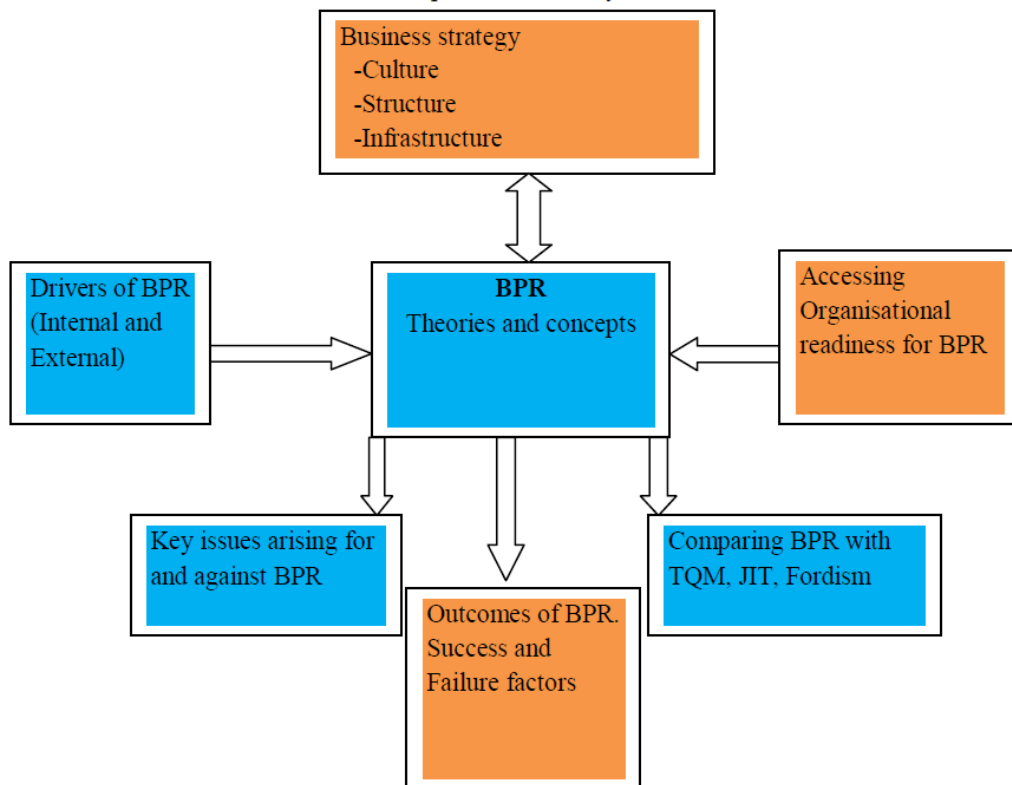 Business strategy
-Culture
-Structure
-Infrastructure
Drivers of BPR
(Internal and
External)
BPR
Theories and concepts
Accessing
Organisational
readiness for BPR
Key issues arising for
and against BPR
Outcomes of BPR.
Success and
Failure factors
Comparing BPR with
TQM, JIT, Fordism